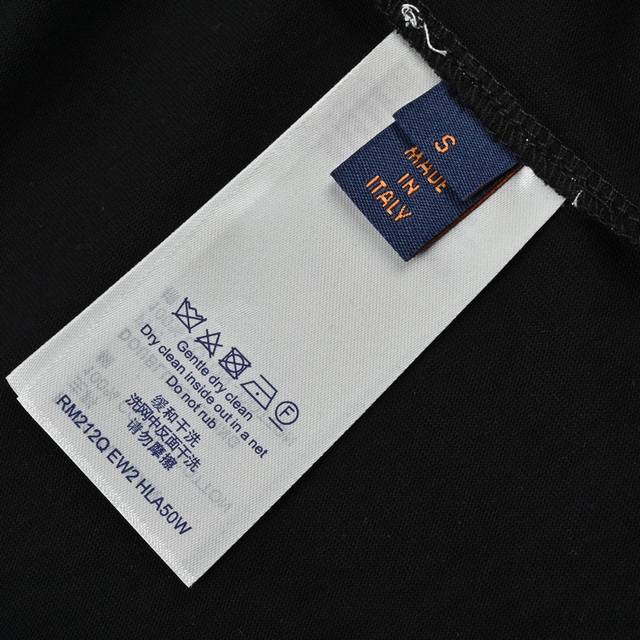 S
MADE
IN
ITALY
Gentle dry clean
Dry clean inside out in a net
Do not rub
缓和干洗
洗网中反面干洗
请勿摩擦
RM212Q EW2 HLA50W